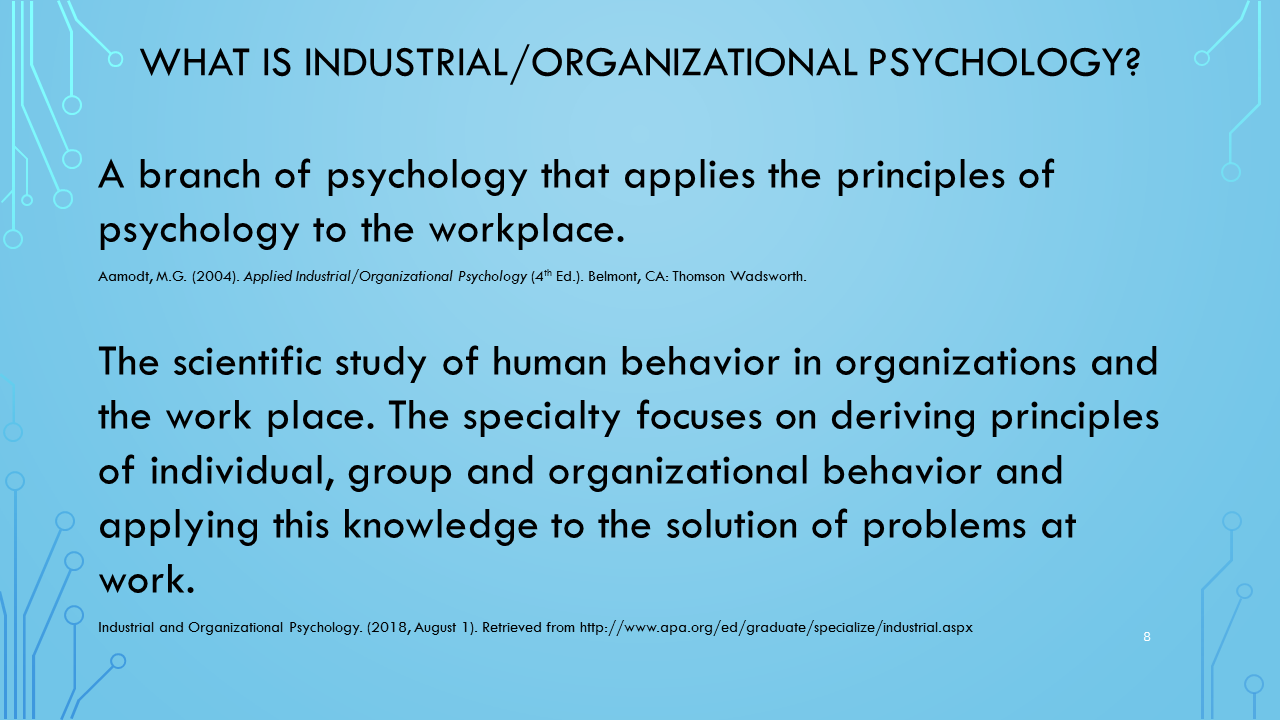 WHAT IS INDUSTRIAL/ORGANIZATIONAL PSYCHOLOGY?
A branch of psychology that applies the principles of
psychology to the workplace.
Aamodt, M.G. (2004). Applied Industrial/Organizational Psychology (4th Ed.). Belmont, CA: Thomson Wadsworth.
The scientific study of human behavior in organizations and
the work place. The specialty focuses on deriving principles
of individual, group and organizational behavior and
applying this knowledge to the solution of problems at
work.
Industrial and Organizational Psychology. (2018, August 1). Retrieved from http://www.apa.org/ed/graduate/specialize/industrial.aspx
8